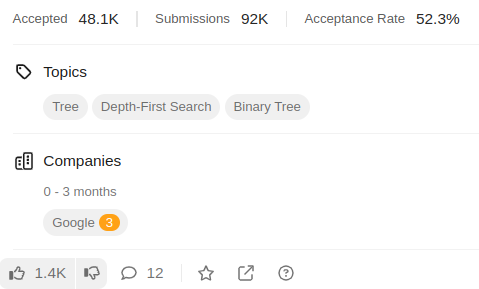 Accepted 48.1K Submissions 92K Acceptance Rate 52.3%
Topics
Tree Depth-First Search Binary Tree
Companies
0 - 3 months
Google 3
1.4K 12